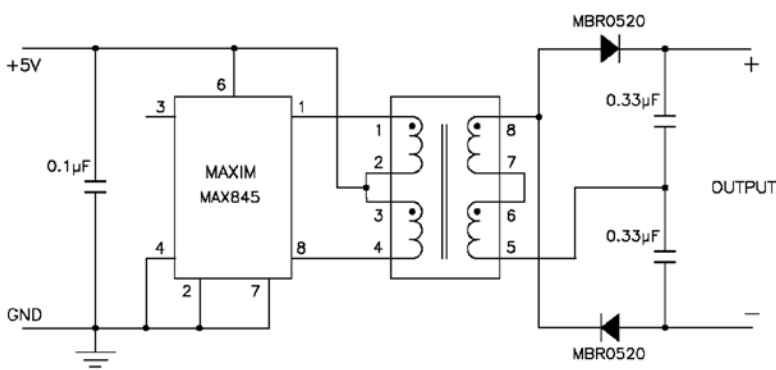 MBR0520
+5V
+
6
3
1
1
8
0.33µF
0.1µF
MAXIM
MAX845
2
7
OUTPUT
3
6
4
8
4
5
0.33µF
2
7
GND
−
MBR0520